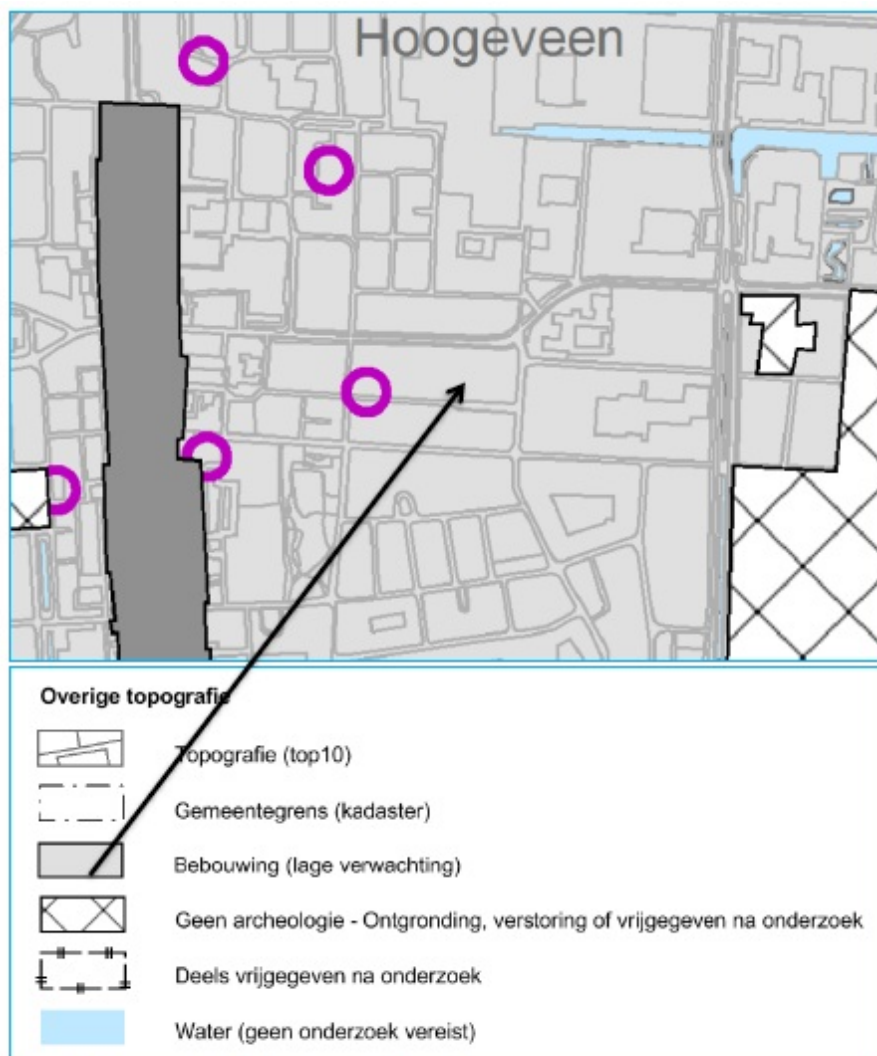 Hoogeveen
Overige topografie
Topografie (top10)
Gemeentegrens (kadaster)
Bebouwing (lage verwachting)
Geen archeologie - Ontgronding, verstoring of vrijgegeven na onderzoek
Deels vrijgegeven na onderzoek
Water (geen onderzoek vereist)